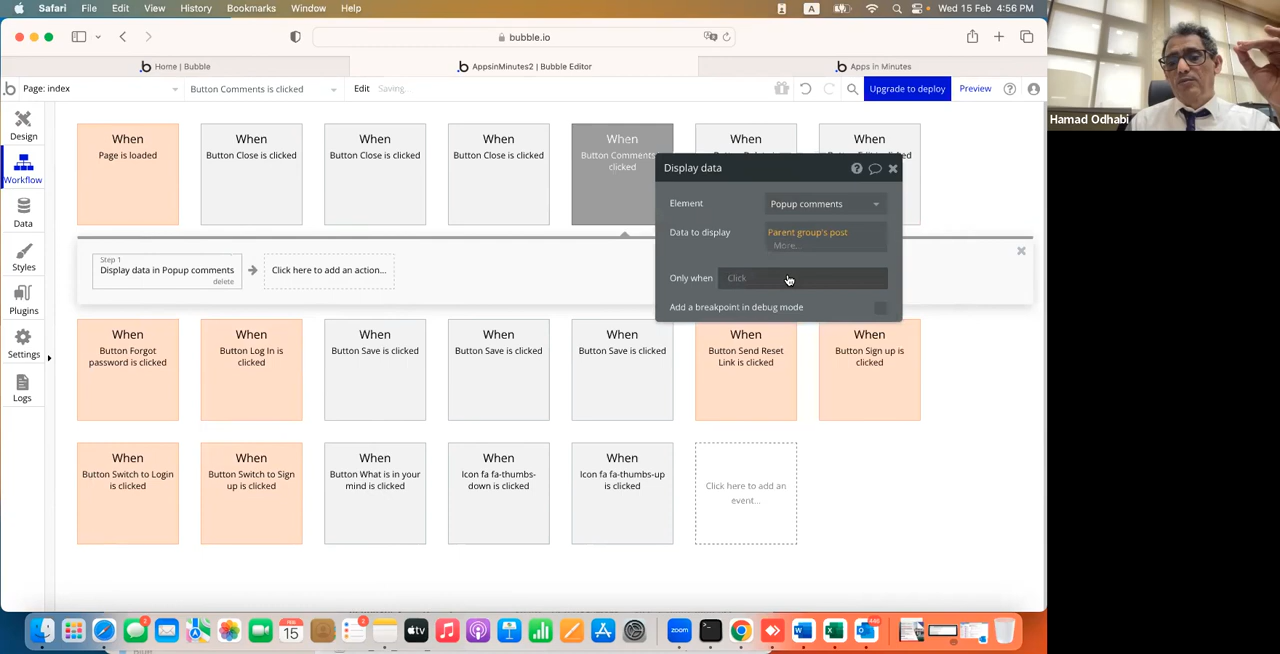 Safari File Edit View History Bookmarks Window Help
A
Wed 15 Feb 4:56 PM
bubble.io
Home | Bubble
AppsinMinutes2 | Bubble Editor
Apps in Minutes
Page: index
Button Comments is clicked
Edit
Saving...
Upgrade to deploy
Preview
Hamad Odhabi
Design
Workflow
Data
Styles
Plugins
Settings
Logs
When
Page is loaded
When
Button Close is clicked
When
Button Close is clicked
When
Button Close is clicked
When
Button Comments
clicked
When
When
Display data
Element
Popup comments
Data to display
Parent group's post
More...
Only when
Click
Add a breakpoint in debug mode
Step 1
Display data in Popup comments
delete
Click here to add an action...
When
Button Forgot
password is clicked
When
Button Log In is
clicked
When
Button Save is clicked
When
Button Save is clicked
When
Button Save is clicked
When
Button Send Reset
Link is clicked
When
Button Sign up is
clicked
When
Button Switch to Login
is clicked
When
Button Switch to Sign
up is clicked
When
Button What is in your
mind is clicked
When
Icon fa fa-thumbs-
down is clicked
When
Icon fa fa-thumbs-up
is clicked
Click here to add an
event...
FEB
15
tv
zoom